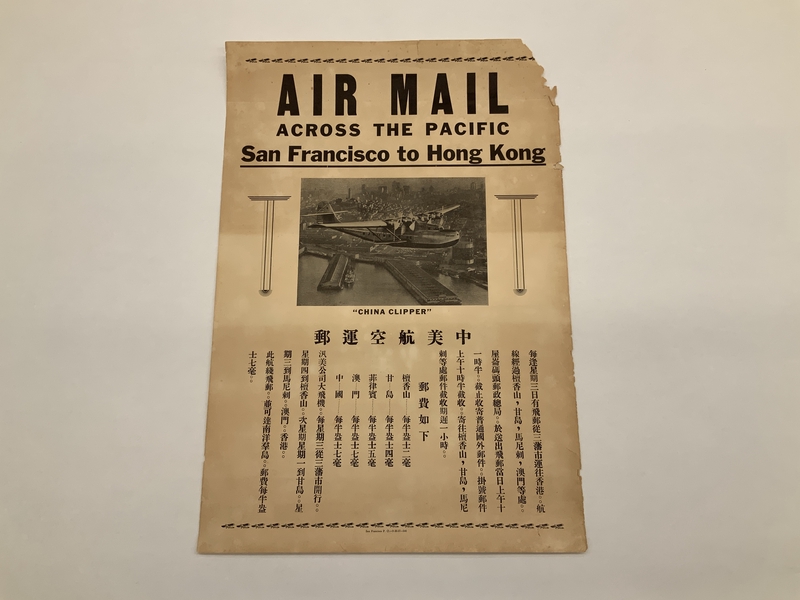 AIR MAIL
ACROSS THE PACIFIC
San Francisco to Hong Kong
"CHINA CLIPPER"
郵運空航美中
每逢星期三日有飛郵從三藩市運往香港。。航
線經過檀香山，甘島，馬尼剌，澳門等處。。
屋崙碼頭郵政總局。。於送出飛郵當日上午十
一時半。。截止收寄普通國外郵件。。掛號郵件
上午十時半截收。。寄往檀香山，甘島，馬尼
剌等處郵件截收期遲一小時。。
郵費如下
檀香山——每半盎士二毫
甘島——每半盎士四毫
菲律賓——每半盎士五毫
澳門——每半盎士七毫
中國——每半盎士七毫
汎美公司大飛機。。每星期三從三藩市開行。。
星期四到檀香山。。次星期星期一到甘島。。星
期三到馬尼剌。。澳門。。香港。。
此航綫飛郵。。並可達南洋羣島。。郵費每半盎
士七毫。。